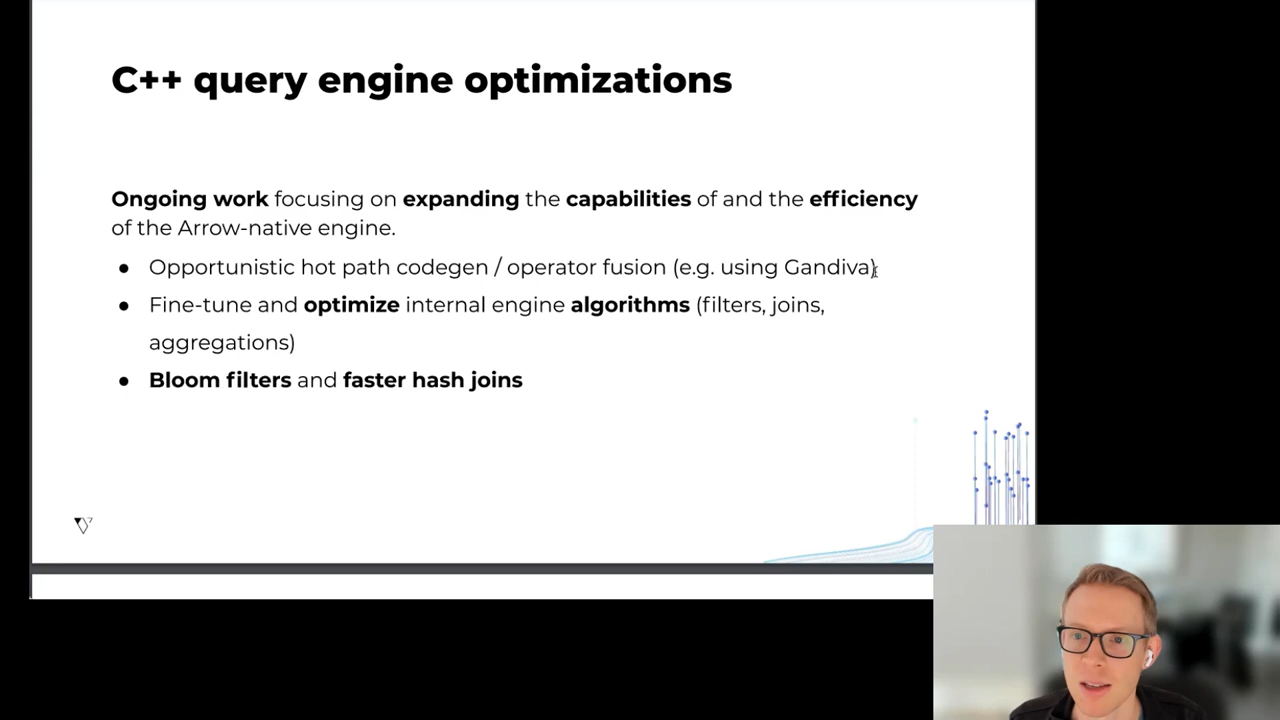 C++ query engine optimizations
Ongoing work focusing on expanding the capabilities of and the efficiency
of the Arrow-native engine.
● Opportunistic hot path codegen / operator fusion (e.g. using Gandiva)
● Fine-tune and optimize internal engine algorithms (filters, joins,
aggregations)
● Bloom filters and faster hash joins